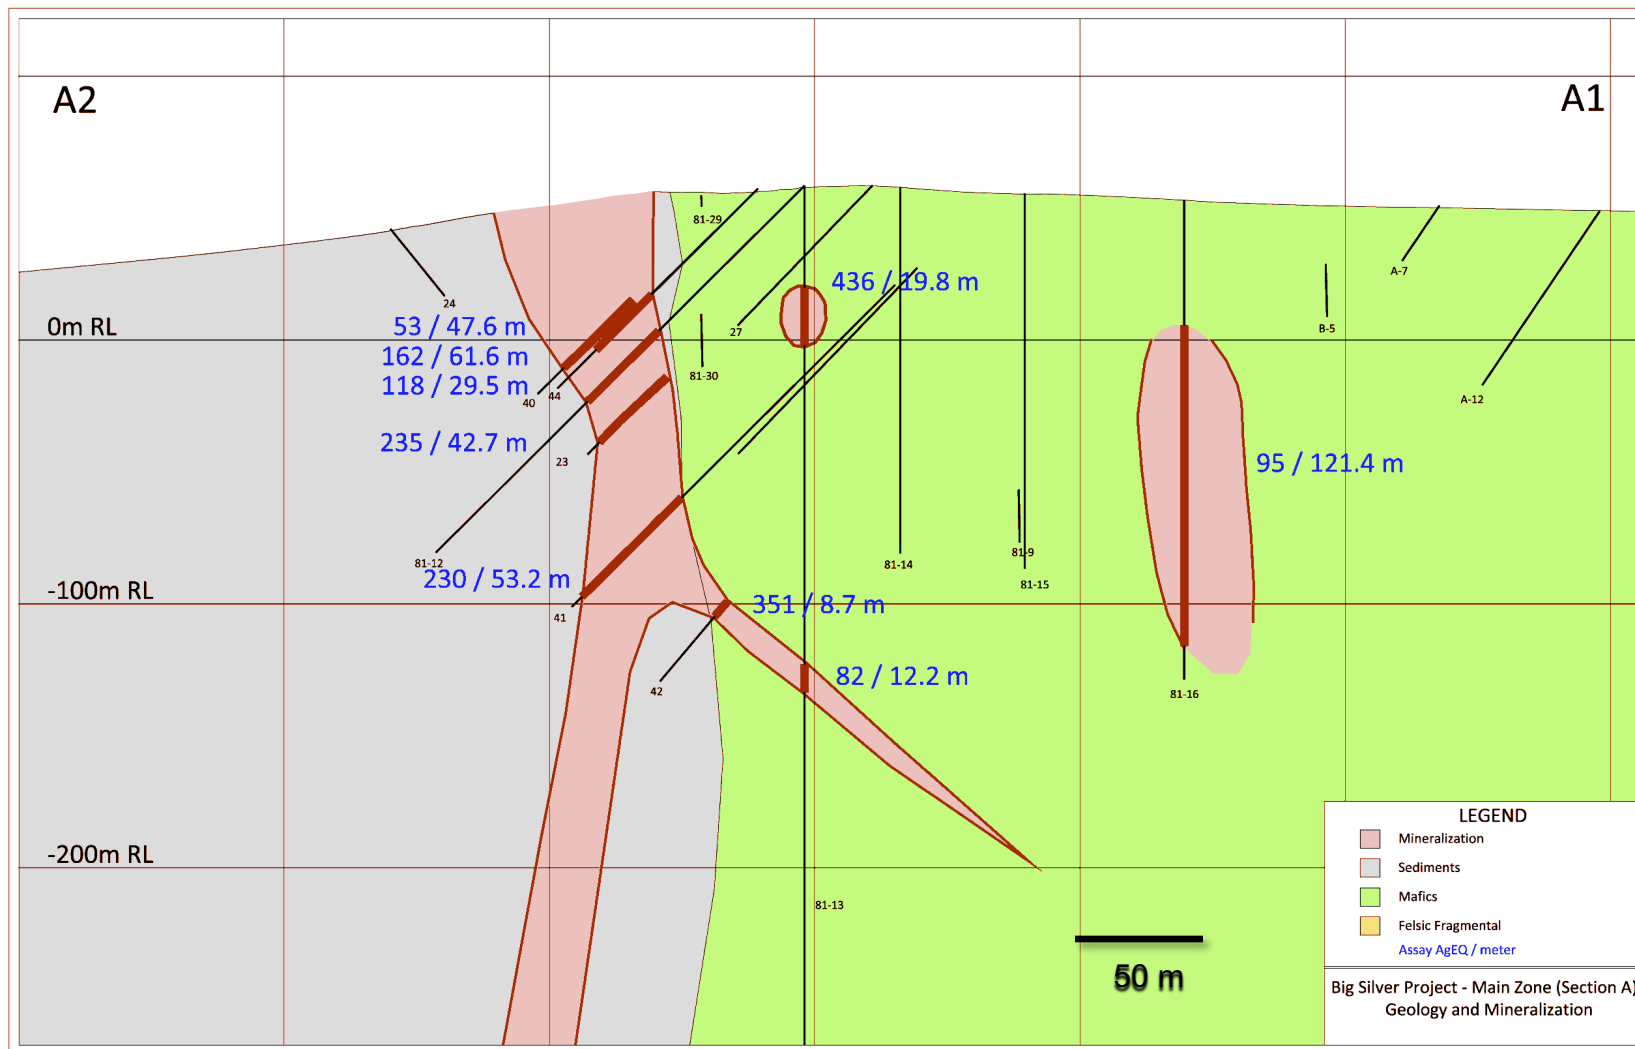 A2
A1
81-29
436 / 19.8 m
A-7
24
53 / 47.6 m
0m RL
27
B-5
162 / 61.6 m
81-30
118 / 29.5 m
40
44
A-12
235 / 42.7 m
23
95 / 121.4 m
81-9
81-12
81-14
81-15
230 / 53.2 m
-100m RL
351 / 8.7 m
41
82 / 12.2 m
42
81-16
-200m RL
81-13
50 m
LEGEND
Mineralization
Sediments
Mafics
Felsic Fragmental
Assay AgEQ / meter
Big Silver Project - Main Zone (Section A)
Geology and Mineralization